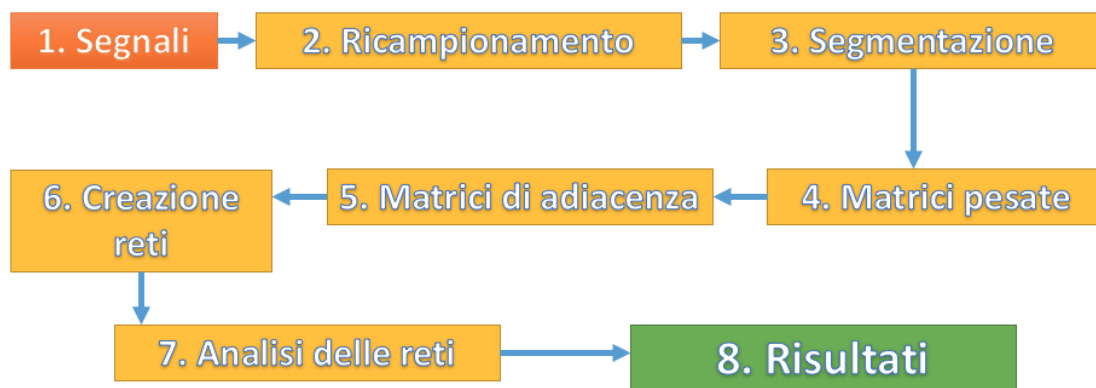 1. Segnali
2. Ricampionamento
3. Segmentazione
4. Matrici pesate
5. Matrici di adiacenza
6. Creazione
reti
7. Analisi delle reti
8. Risultati